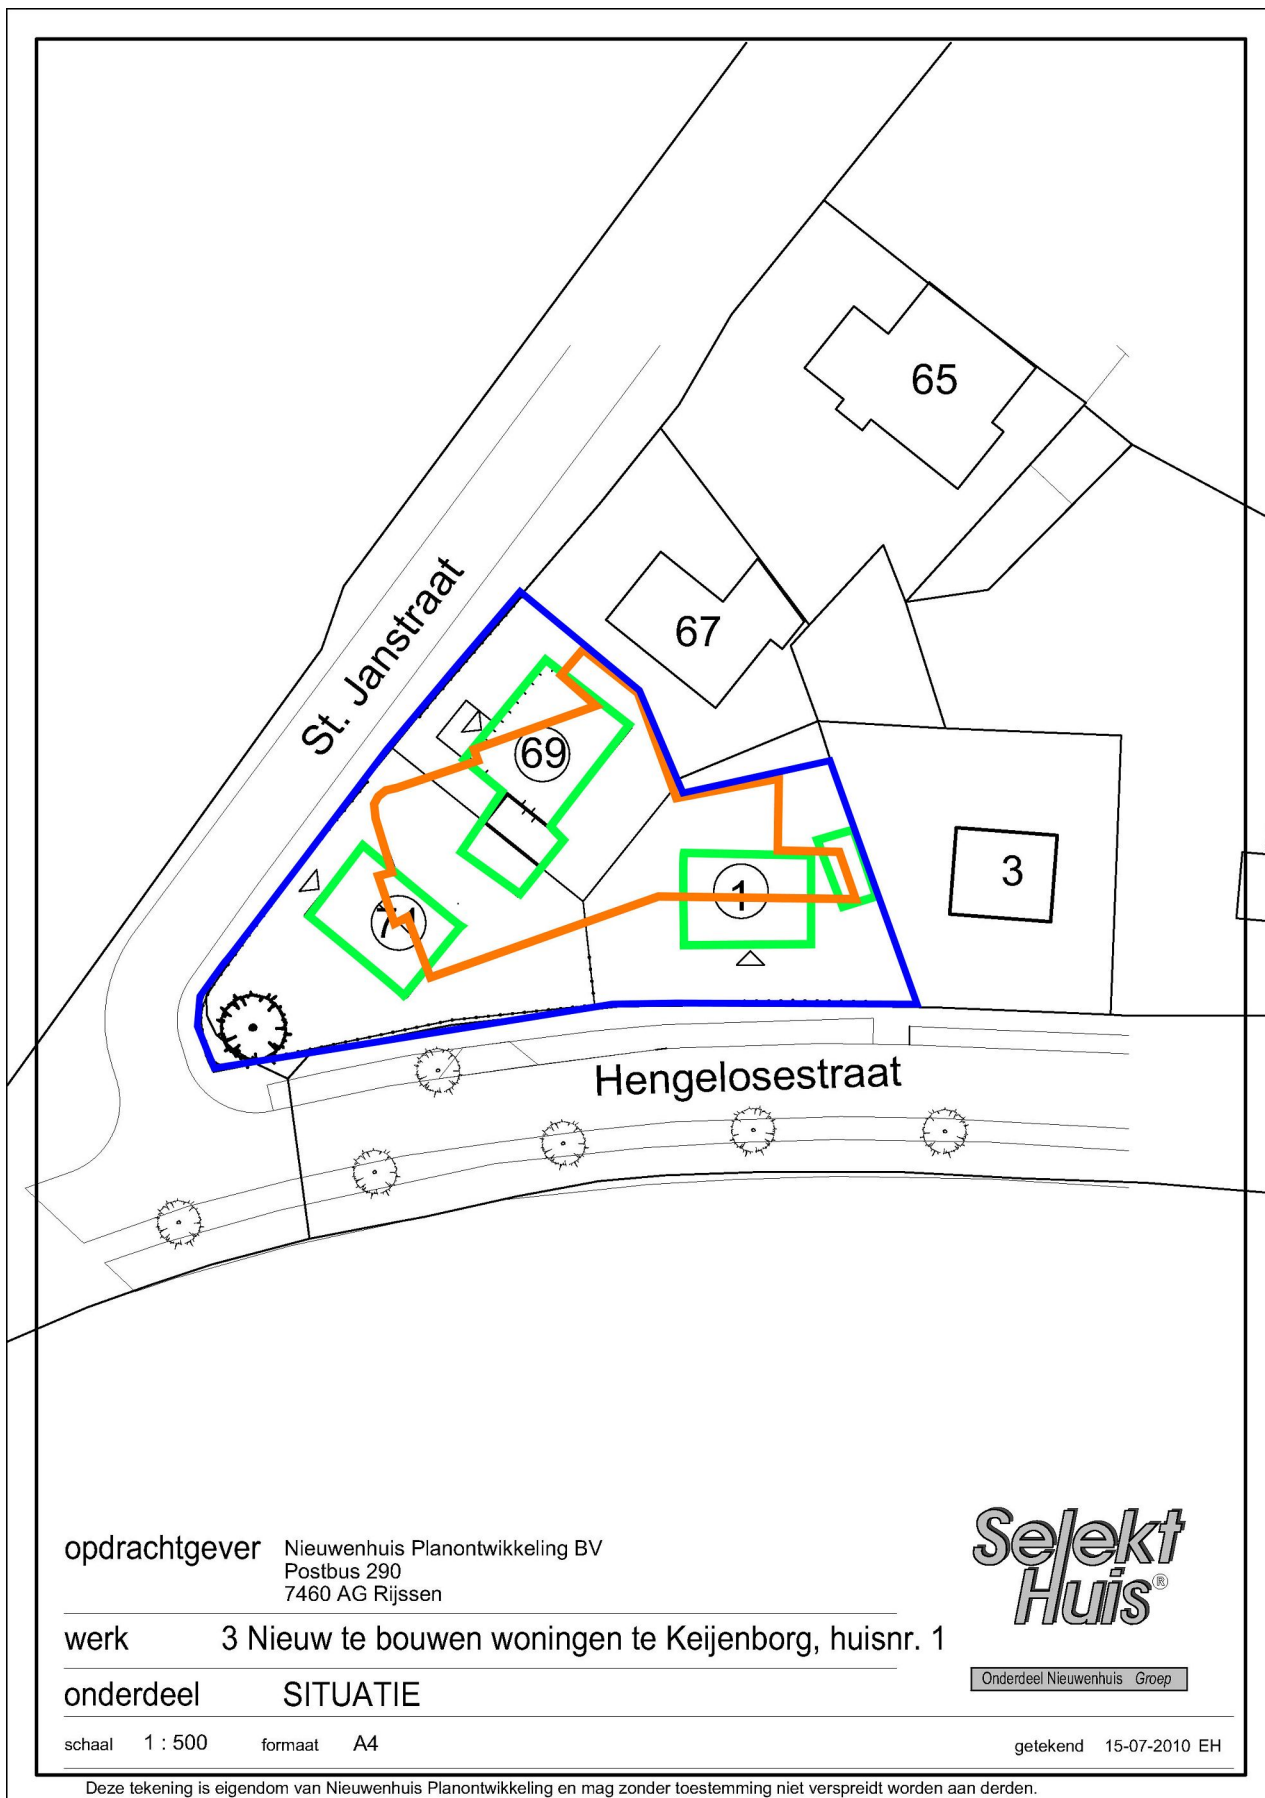 65
67
St. Janstraat
69
3
1
71
Hengelosestraat
opdrachtgever Nieuwenhuis Planontwikkeling BV
Postbus 290
7460 AG Rijssen
Selekt
Huis®
werk 3 Nieuw te bouwen woningen te Keijenborg, huisnr. 1
Onderdeel Nieuwenhuis Groep
onderdeel SITUATIE
schaal 1 : 500 formaat A4 getekend 15-07-2010 EH
Deze tekening is eigendom van Nieuwenhuis Planontwikkeling en mag zonder toestemming niet verspreidt worden aan derden.